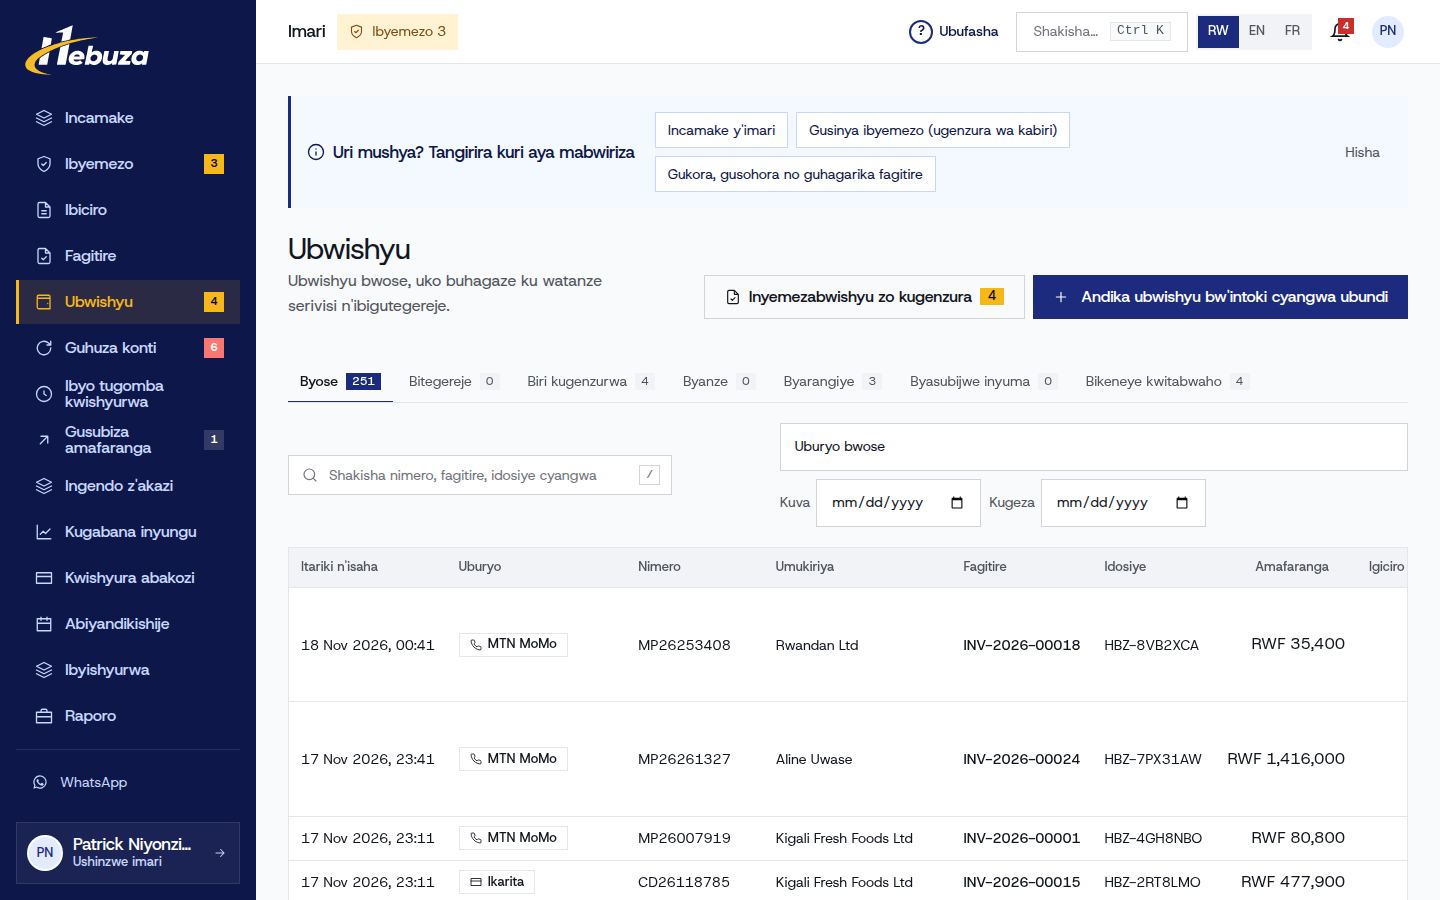 Hebuza
Incamake
Ibyemezo 3
Ibiciro
Fagitire
Ubwishyu 4
Guhuza konti 6
Ibyo tugomba
kwishyurwa
Gusubiza
amafaranga 1
Ingendo z'akazi
Kugabana inyungu
Kwishyura abakozi
Abiyandikishije
Ibyishyurwa
Raporo
WhatsApp
PN Patrick Niyonzi...
Ushinzwe imari
Imari Ibyemezo 3 ? Ubufasha Shakisha... Ctrl K RW EN FR 4 PN
Uri mushya? Tangirira kuri aya mabwiriza
Incamake y'imari Gusinya ibyemezo (ugenzura wa kabiri)
Gukora, gusohora no guhagarika fagitire
Hisha
Ubwishyu
Ubwishyu bwose, uko buhagaze ku watanze
serivisi n'ibigutegereje.
Inyemezabwishyu zo kugenzura 4 Andika ubwishyu bw'intoki cyangwa ubundi
Byose 251 Bitegereje 0 Biri kugenzurwa 4 Byanze 0 Byarangiye 3 Byasubijwe inyuma 0 Bikeneye kwitabwaho 4
Shakisha nimero, fagitire, idosiye cyangwa /
Uburyo bwose
Kuva mm/dd/yyyy Kugeza mm/dd/yyyy
Itariki n'isaha Uburyo Nimero Umukiriya Fagitire Idosiye Amafaranga Igiciro
18 Nov 2026, 00:41 MTN MoMo MP26253408 Rwandan Ltd INV-2026-00018 HBZ-8VB2XCA RWF 35,400
17 Nov 2026, 23:41 MTN MoMo MP26261327 Aline Uwase INV-2026-00024 HBZ-7PX31AW RWF 1,416,000
17 Nov 2026, 23:11 MTN MoMo MP26007919 Kigali Fresh Foods Ltd INV-2026-00001 HBZ-4GH8NBO RWF 80,800
17 Nov 2026, 23:11 Ikarita CD26118785 Kigali Fresh Foods Ltd INV-2026-00015 HBZ-2RT8LMO RWF 477,900